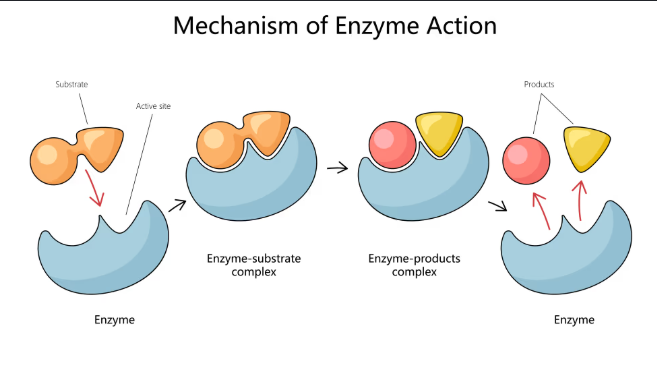 Mechanism of Enzyme Action
Substrate
Active site
Products
Enzyme-substrate
complex
Enzyme-products
complex
Enzyme
Enzyme